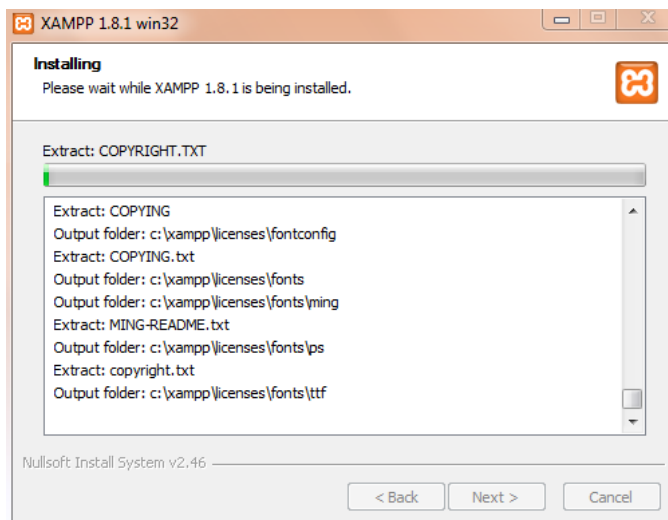 XAMPP 1.8.1 win32
Installing
Please wait while XAMPP 1.8.1 is being installed.
Extract: COPYRIGHT.TXT
Extract: COPYING
Output folder: c:\xampp\licenses\fontconfig
Extract: COPYING.txt
Output folder: c:\xampp\licenses\fonts
Output folder: c:\xampp\licenses\fonts\ming
Extract: MING-README.txt
Output folder: c:\xampp\licenses\fonts\ps
Extract: copyright.txt
Output folder: c:\xampp\licenses\fonts\ttf
Nullsoft Install System v2.46
< Back Next > Cancel